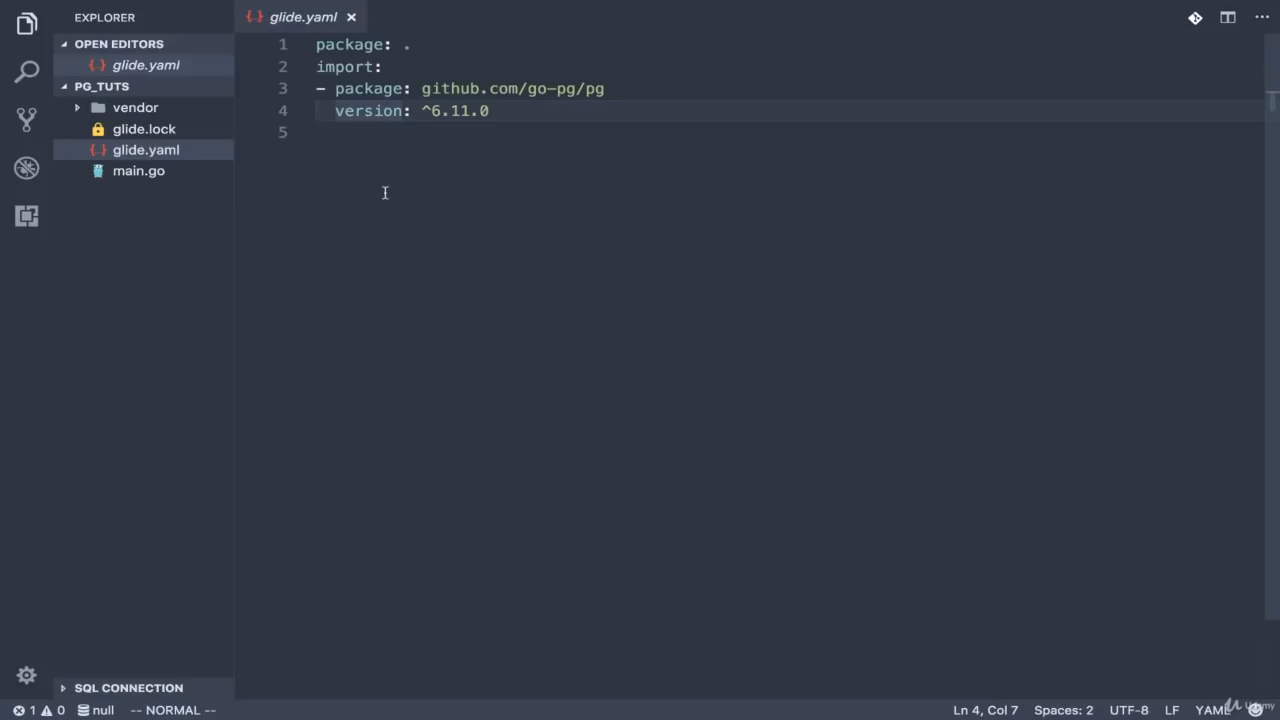 EXPLORER
OPEN EDITORS
glide.yaml
PG_TUTS
vendor
glide.lock
glide.yaml
main.go
SQL CONNECTION
glide.yaml ×
1 package: .
2 import:
3 - package: github.com/go-pg/pg
4 version: ^6.11.0
5
1 0 null -- NORMAL --
Ln 4, Col 7 Spaces: 2 UTF-8 LF YAML
Udemy